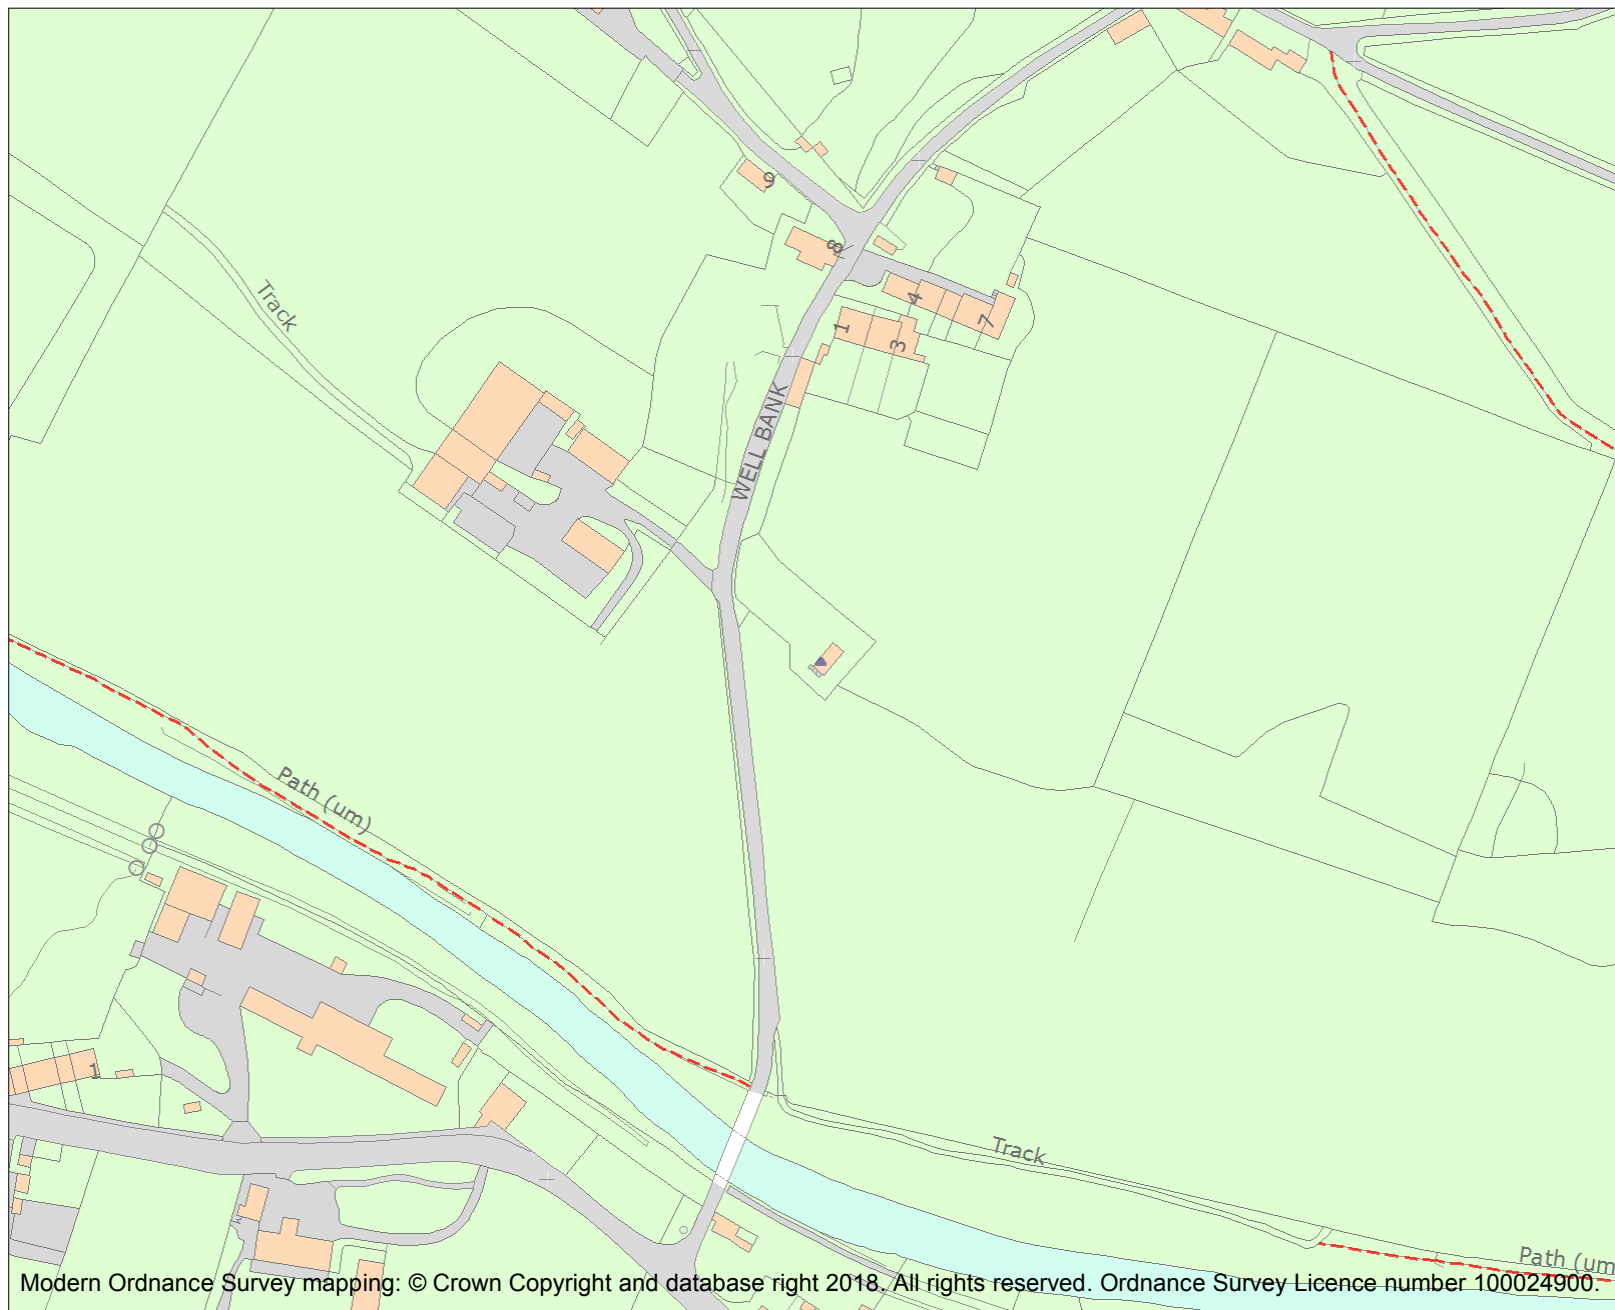 9
8
Track
4
7
1
3
WELL BANK
Path (um)
1
Track
Path (um
Modern Ordnance Survey mapping: © Crown Copyright and database right 2018. All rights reserved. Ordnance Survey Licence number 100024900.